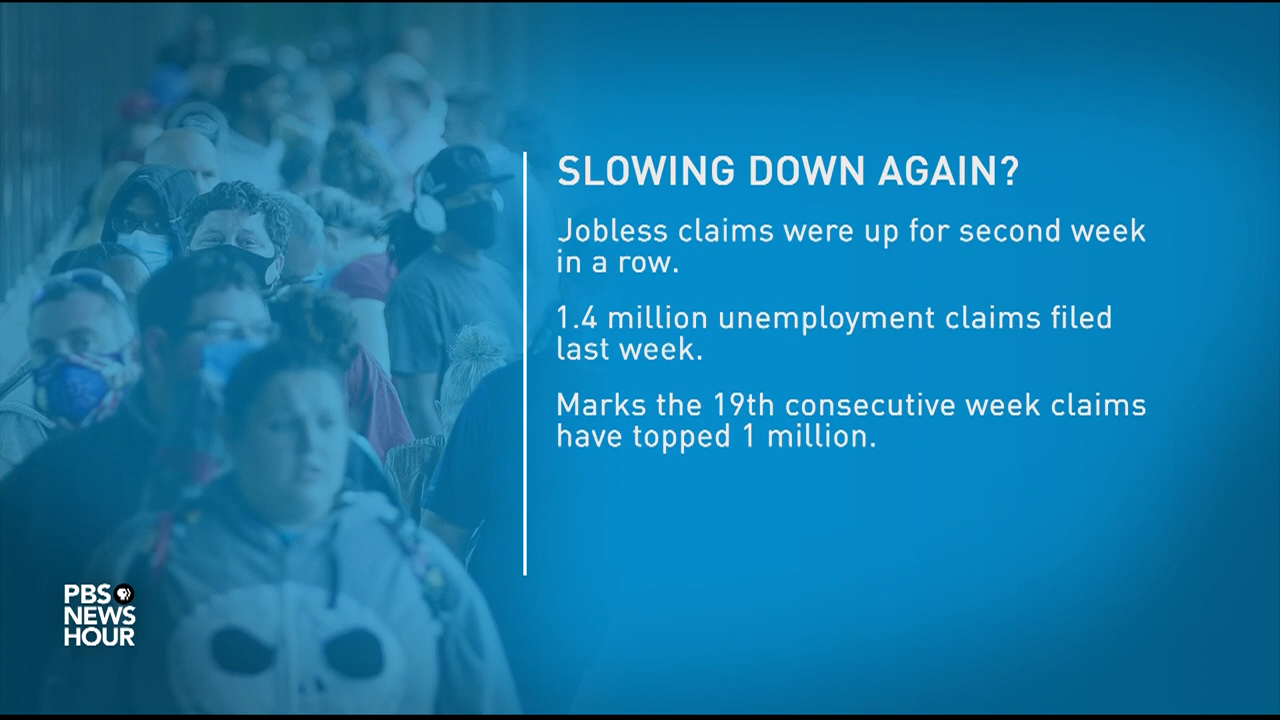 SLOWING DOWN AGAIN?
Jobless claims were up for second week
in a row.
1.4 million unemployment claims filed
last week.
Marks the 19th consecutive week claims
have topped 1 million.
PBS
NEWS
HOUR